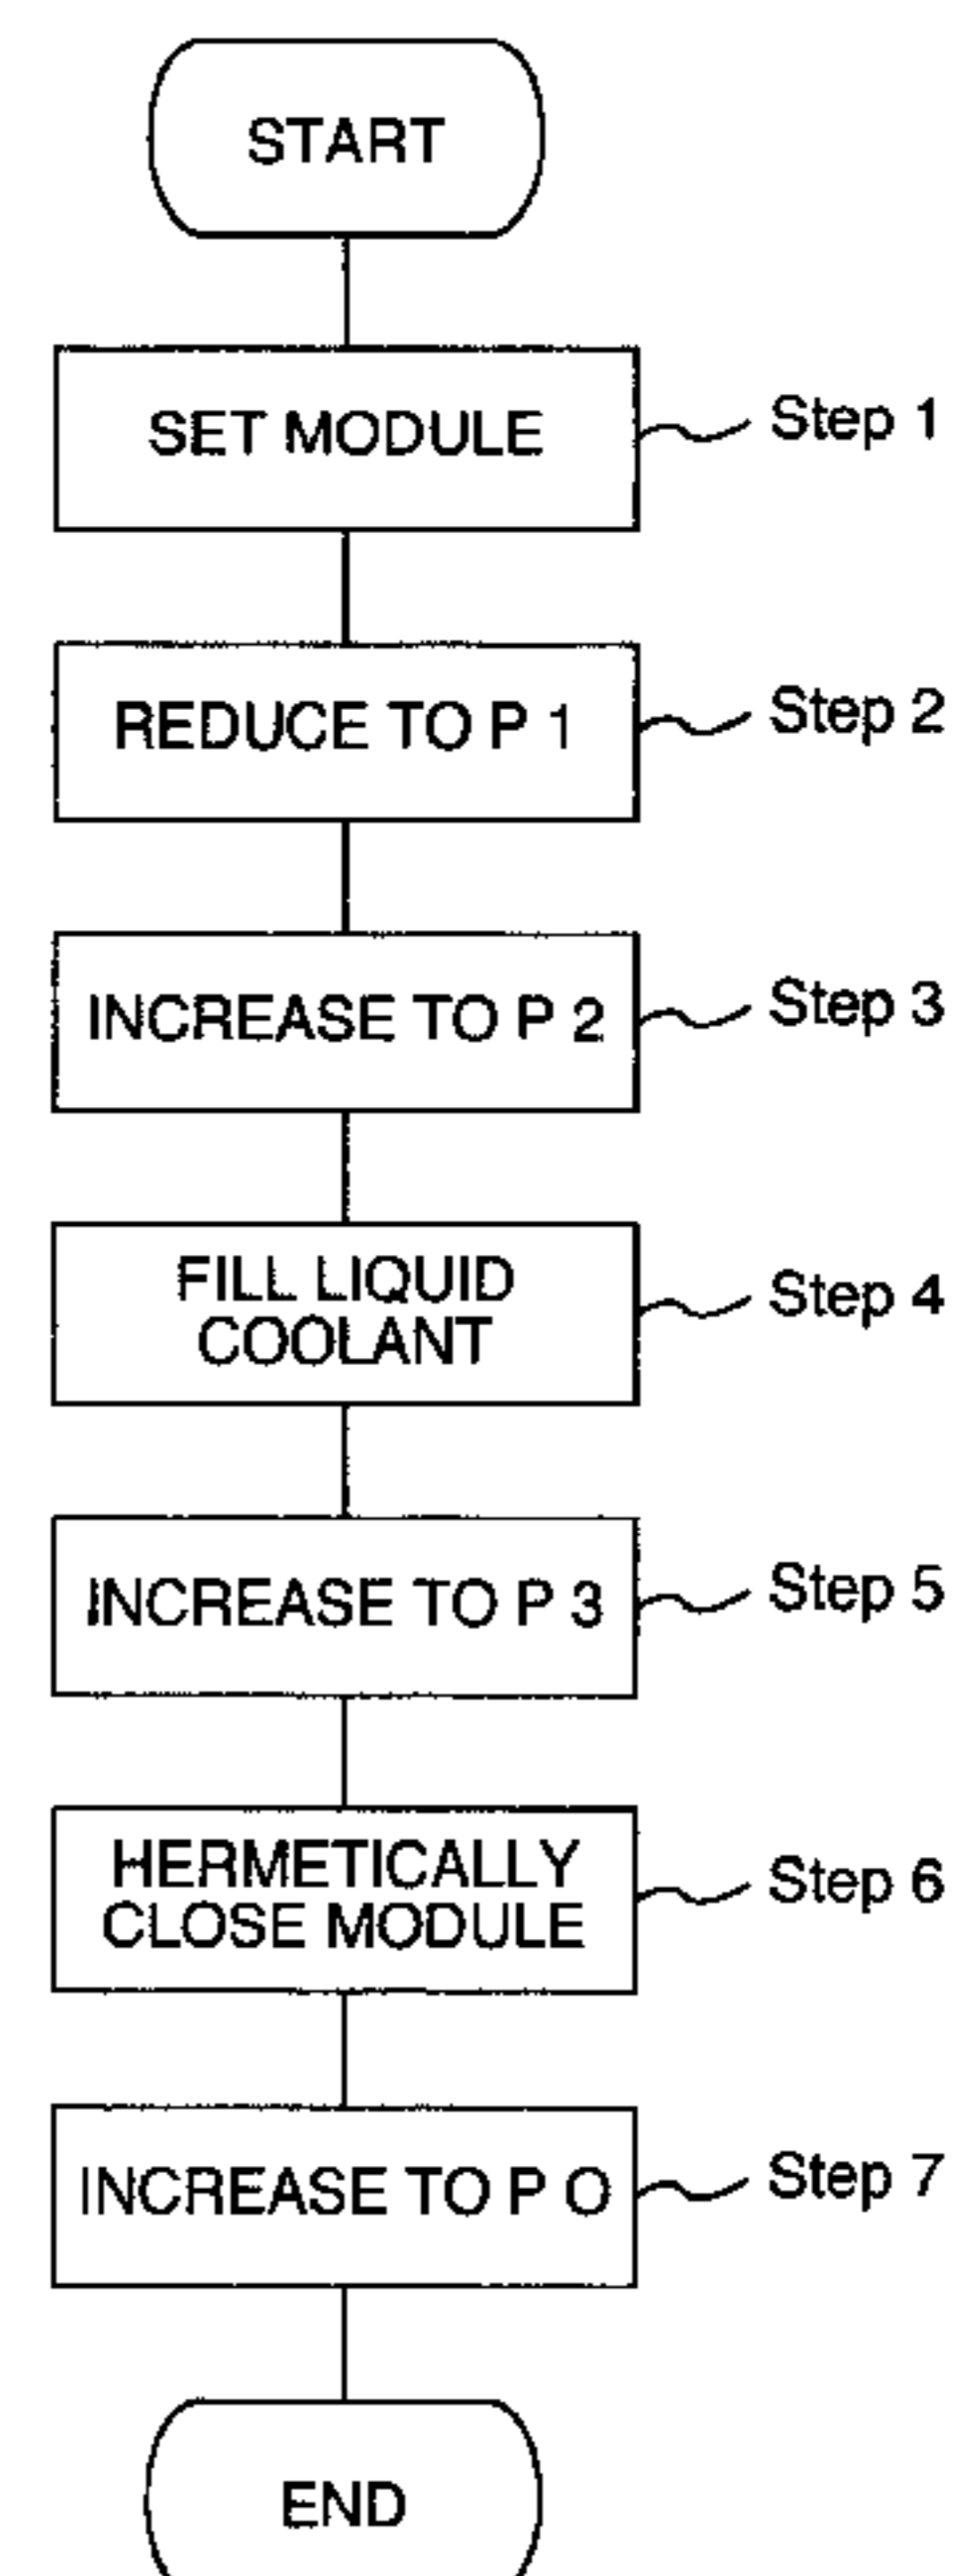 START
SET MODULE
Step 1
REDUCE TO P 1
Step 2
INCREASE TO P 2
Step 3
FILL LIQUID
COOLANT
Step 4
INCREASE TO P 3
Step 5
HERMETICALLY
CLOSE MODULE
Step 6
INCREASE TO P O
Step 7
END